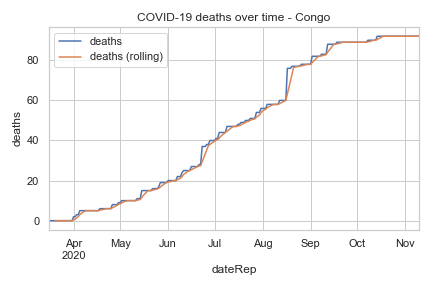 COVID-19 deaths over time - Congo
deaths
deaths (rolling)
80
60
40
20
0
deaths
Apr
2020
May
Jun
Jul
Aug
Sep
Oct
Nov
dateRep